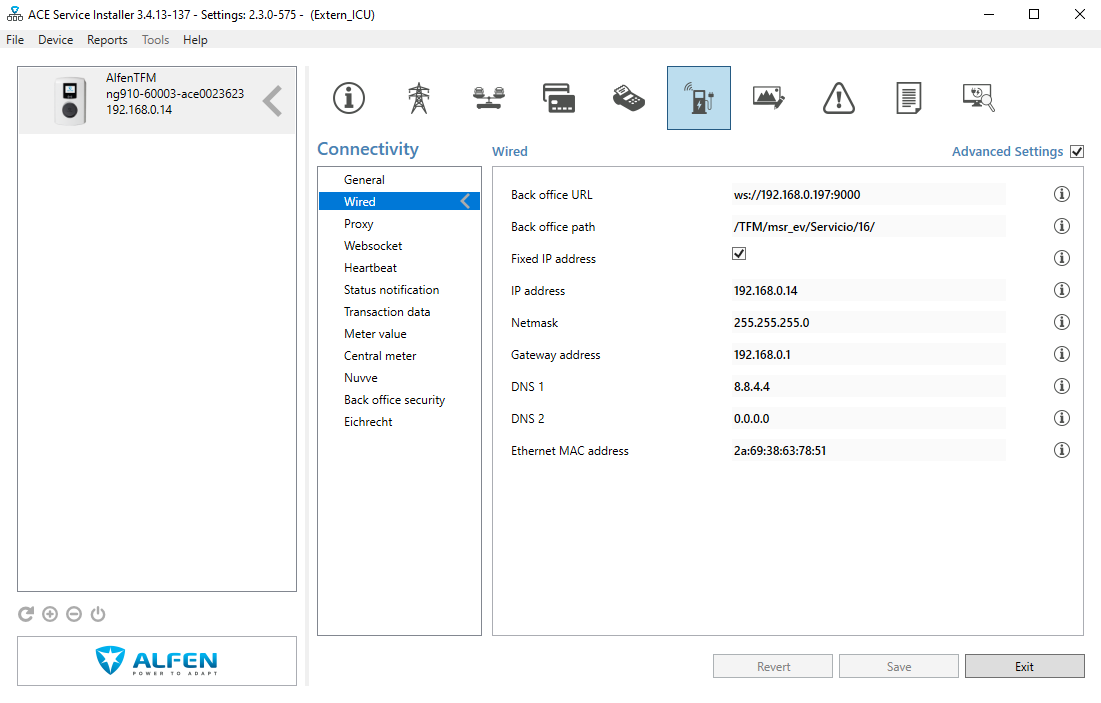 ACE Service Installer 3.4.13-137 - Settings: 2.3.0-575 - (Extern_ICU)
File Device Reports Tools Help
AlfenTFM
ng910-60003-ace0023623
192.168.0.14
Connectivity
Wired
Advanced Settings
General
Wired
Proxy
Websocket
Heartbeat
Status notification
Transaction data
Meter value
Central meter
Nuvve
Back office security
Eichrecht
Back office URL ws://192.168.0.197:9000
Back office path /TFM/msr_ev/Servicio/16/
Fixed IP address
IP address 192.168.0.14
Netmask 255.255.255.0
Gateway address 192.168.0.1
DNS 1 8.8.4.4
DNS 2 0.0.0.0
Ethernet MAC address 2a:69:38:63:78:51
ALFEN
POWER TO ADAPT
Revert Save Exit